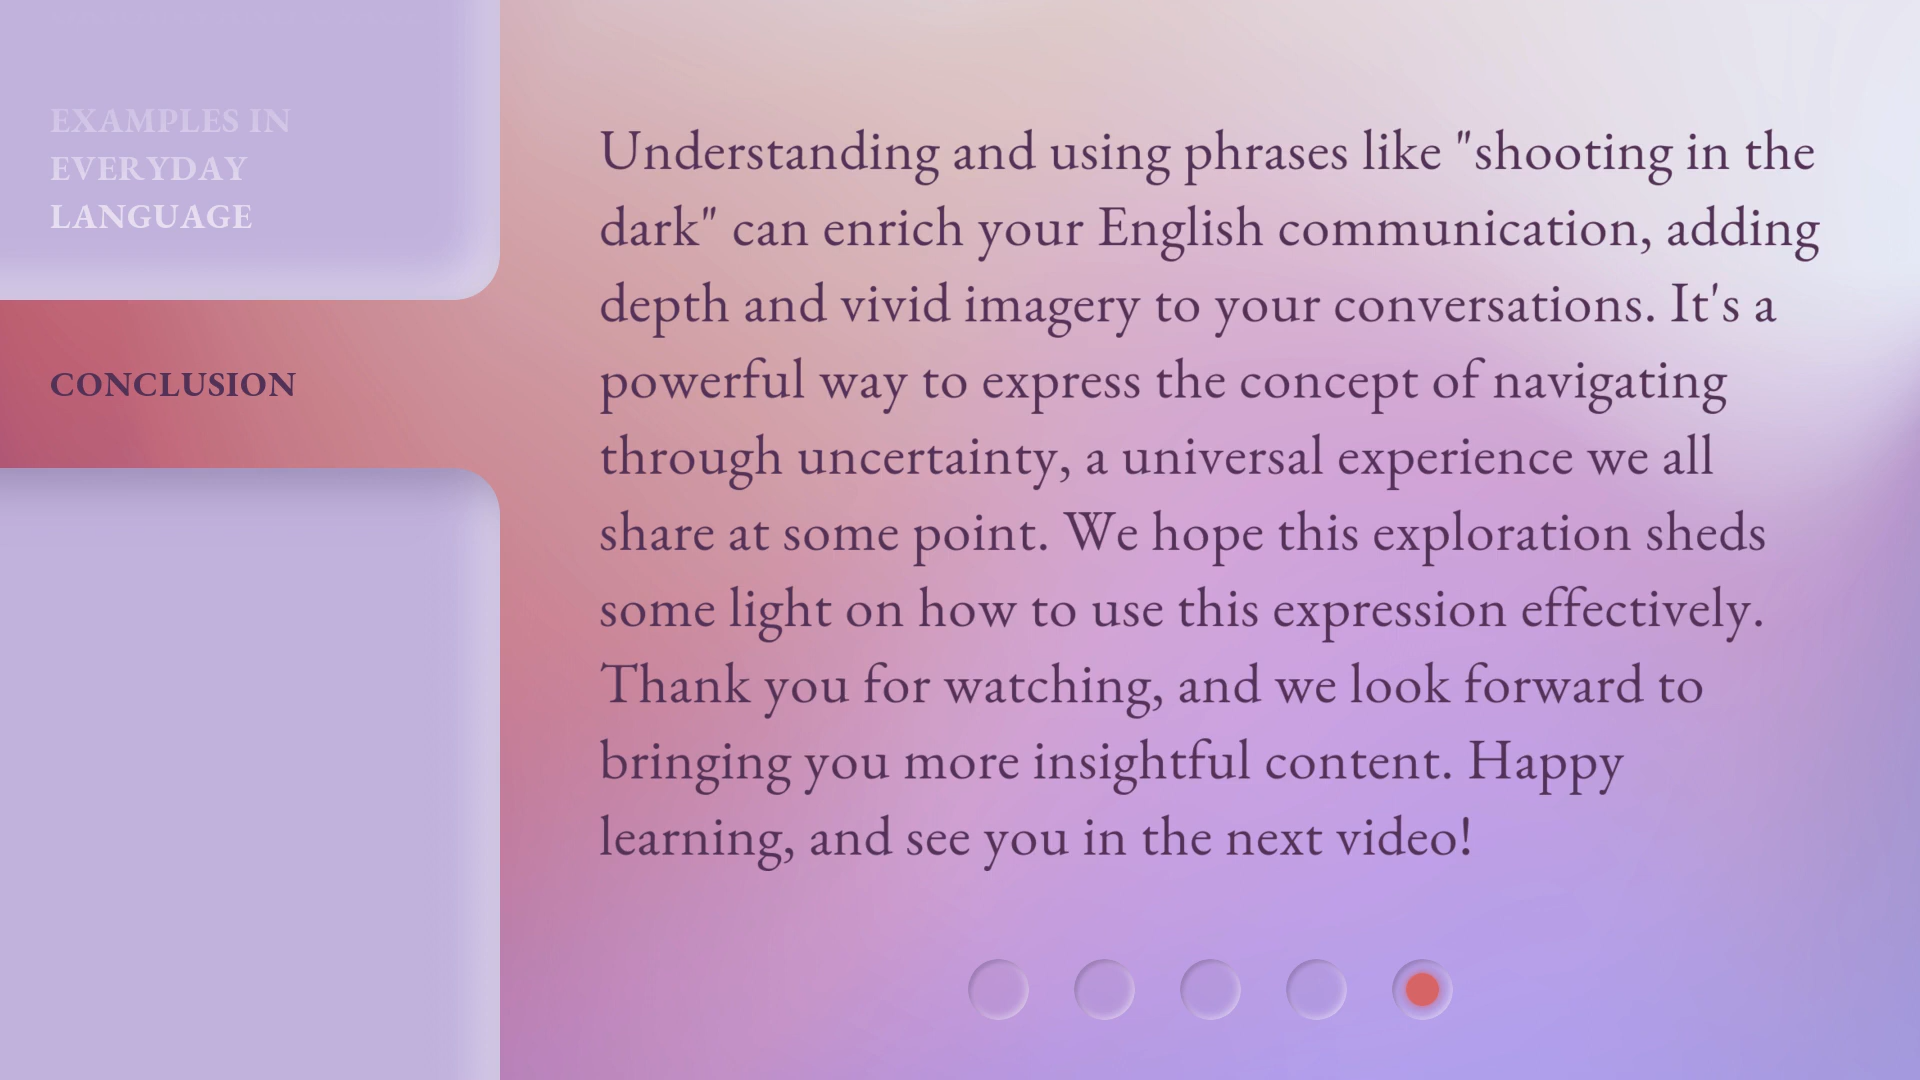 EXAMPLES IN
EVERYDAY
LANGUAGE
CONCLUSION
Understanding and using phrases like "shooting in the
dark" can enrich your English communication, adding
depth and vivid imagery to your conversations. It's a
powerful way to express the concept of navigating
through uncertainty, a universal experience we all
share at some point. We hope this exploration sheds
some light on how to use this expression effectively.
Thank you for watching, and we look forward to
bringing you more insightful content. Happy
learning, and see you in the next video!